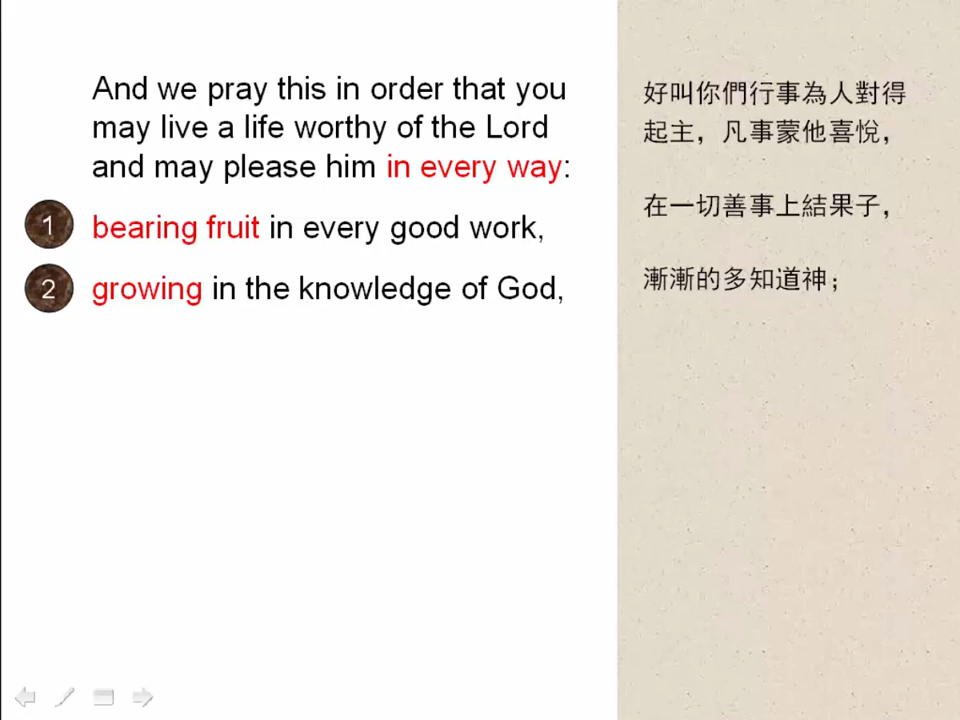 And we pray this in order that you
may live a life worthy of the Lord
and may please him in every way:
1
bearing fruit in every good work,
2
growing in the knowledge of God,
好叫你們行事為人對得
起主，凡事蒙他喜悅，
在一切善事上結果子，
漸漸的多知道神；